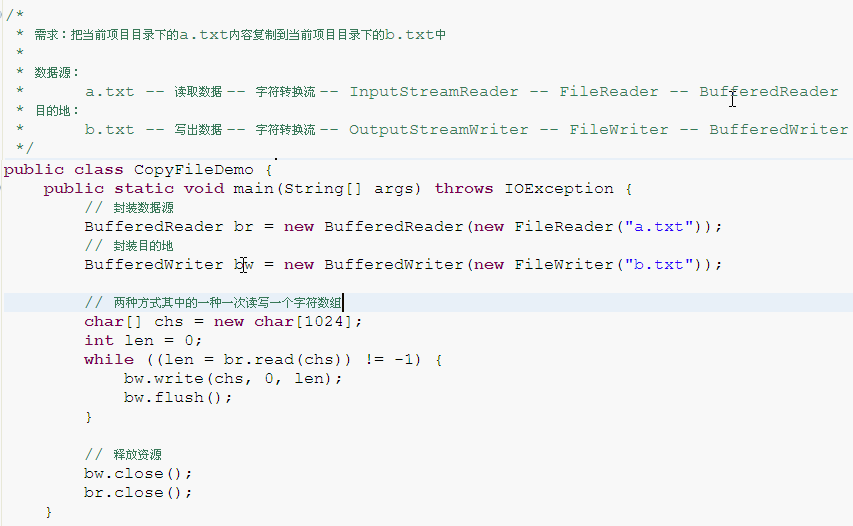 /*
 * 需求：把当前项目目录下的a.txt内容复制到当前项目目录下的b.txt中
 *
 * 数据源：
 *      a.txt -- 读取数据 -- 字符转换流 -- InputStreamReader -- FileReader -- BufferedReader
 * 目的地：
 *      b.txt -- 写出数据 -- 字符转换流 -- OutputStreamWriter -- FileWriter -- BufferedWriter
 */
public class CopyFileDemo {
    public static void main(String[] args) throws IOException {
        // 封装数据源
        BufferedReader br = new BufferedReader(new FileReader("a.txt"));
        // 封装目的地
        BufferedWriter bw = new BufferedWriter(new FileWriter("b.txt"));
        // 两种方式其中的一种一次读写一个字符数组
        char[] chs = new char[1024];
        int len = 0;
        while ((len = br.read(chs)) != -1) {
            bw.write(chs, 0, len);
            bw.flush();
        }
        // 释放资源
        bw.close();
        br.close();
    }